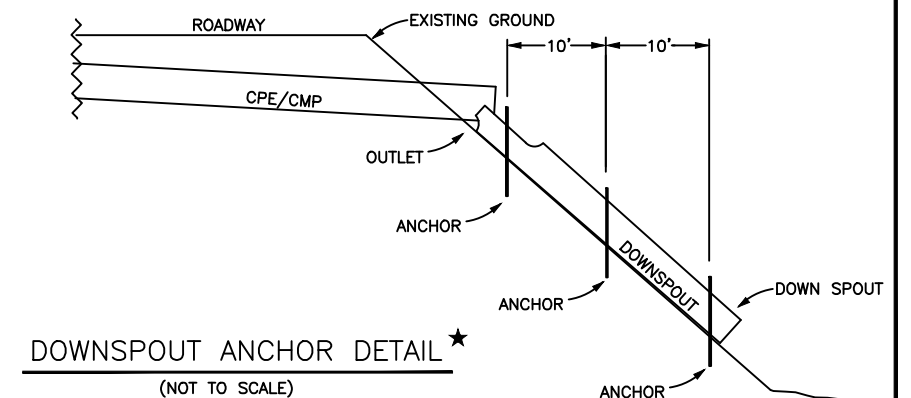 ROADWAY
EXISTING GROUND
10'
10'
CPE/CMP
OUTLET
ANCHOR
DOWNSPOUT
DOWN SPOUT
ANCHOR
DOWNSPOUT ANCHOR DETAIL ★
(NOT TO SCALE)
ANCHOR